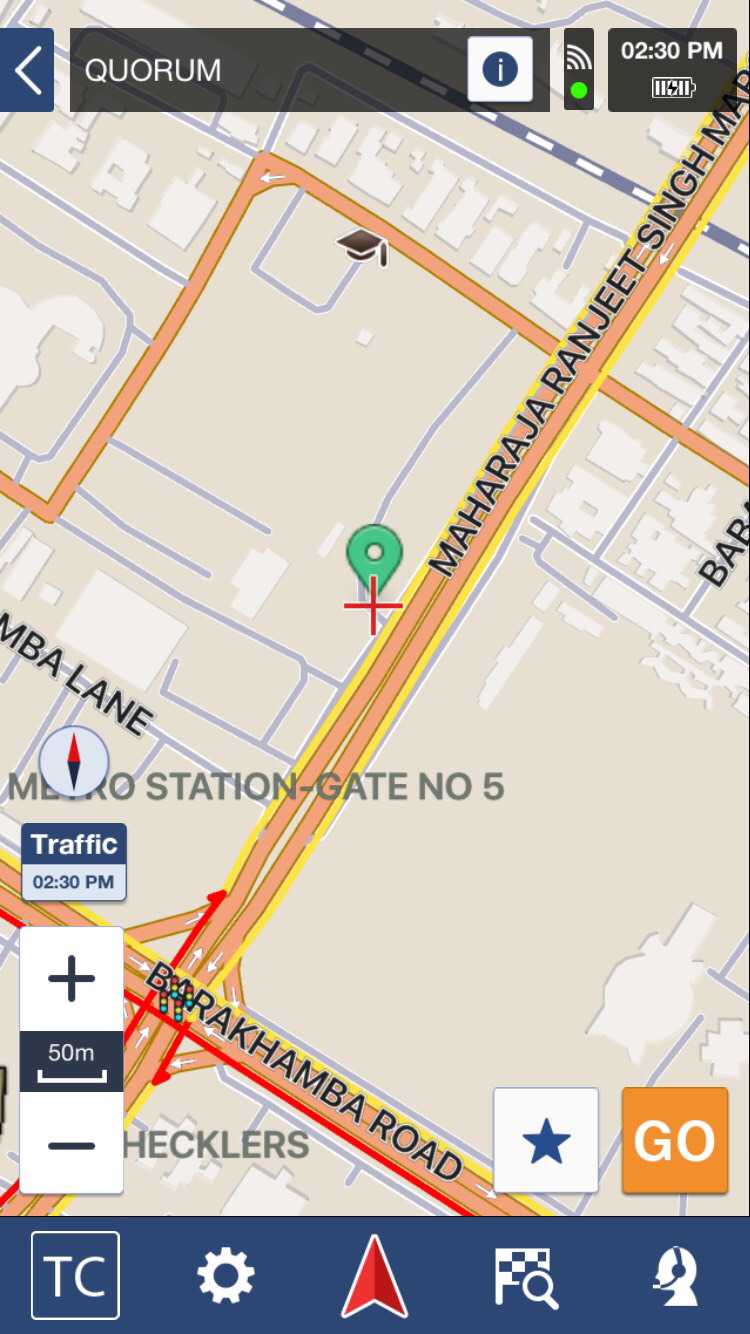 QUORUM
i
02:30 PM
MAHARAJA RANJEET SINGH MAR
BABA
MBA LANE
METRO STATION-GATE NO 5
Traffic
02:30 PM
BARAKHAMBA ROAD
50m
HECKLERS
GO
TC